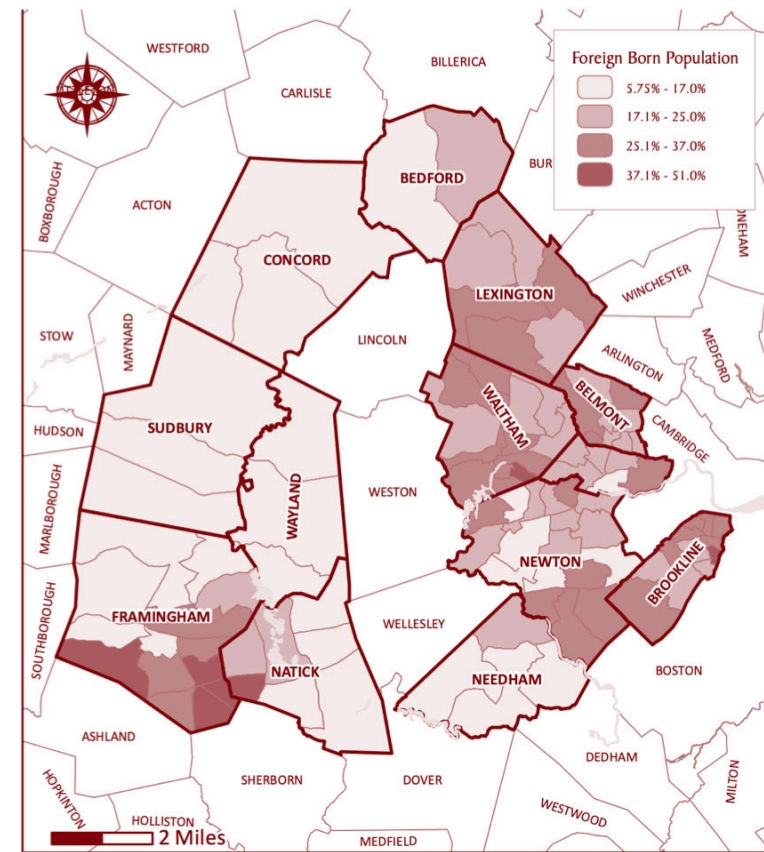 WESTFORD
BILLERICA
CARLISLE
Foreign Born Population
5.75% - 17.0%
17.1% - 25.0%
25.1% - 37.0%
37.1% - 51.0%
BOXBOROUGH
ACTON
BEDFORD
BUR
ONEHAM
CONCORD
LEXINGTON
WINCHESTER
STOW
MAYNARD
LINCOLN
ARLINGTON
MEDFORD
HUDSON
SUDBURY
WALTHAM
BELMONT
CAMBRIDGE
MARLBOROUGH
WAYLAND
WESTON
NEWTON
BROOKLINE
SOUTHBOROUGH
FRAMINGHAM
WELLESLEY
NATICK
NEEDHAM
BOSTON
ASHLAND
DEDHAM
HOPKINTON
SHERBORN
DOVER
MILTON
HOLLISTON
WESTWOOD
2 Miles
MEDFIELD